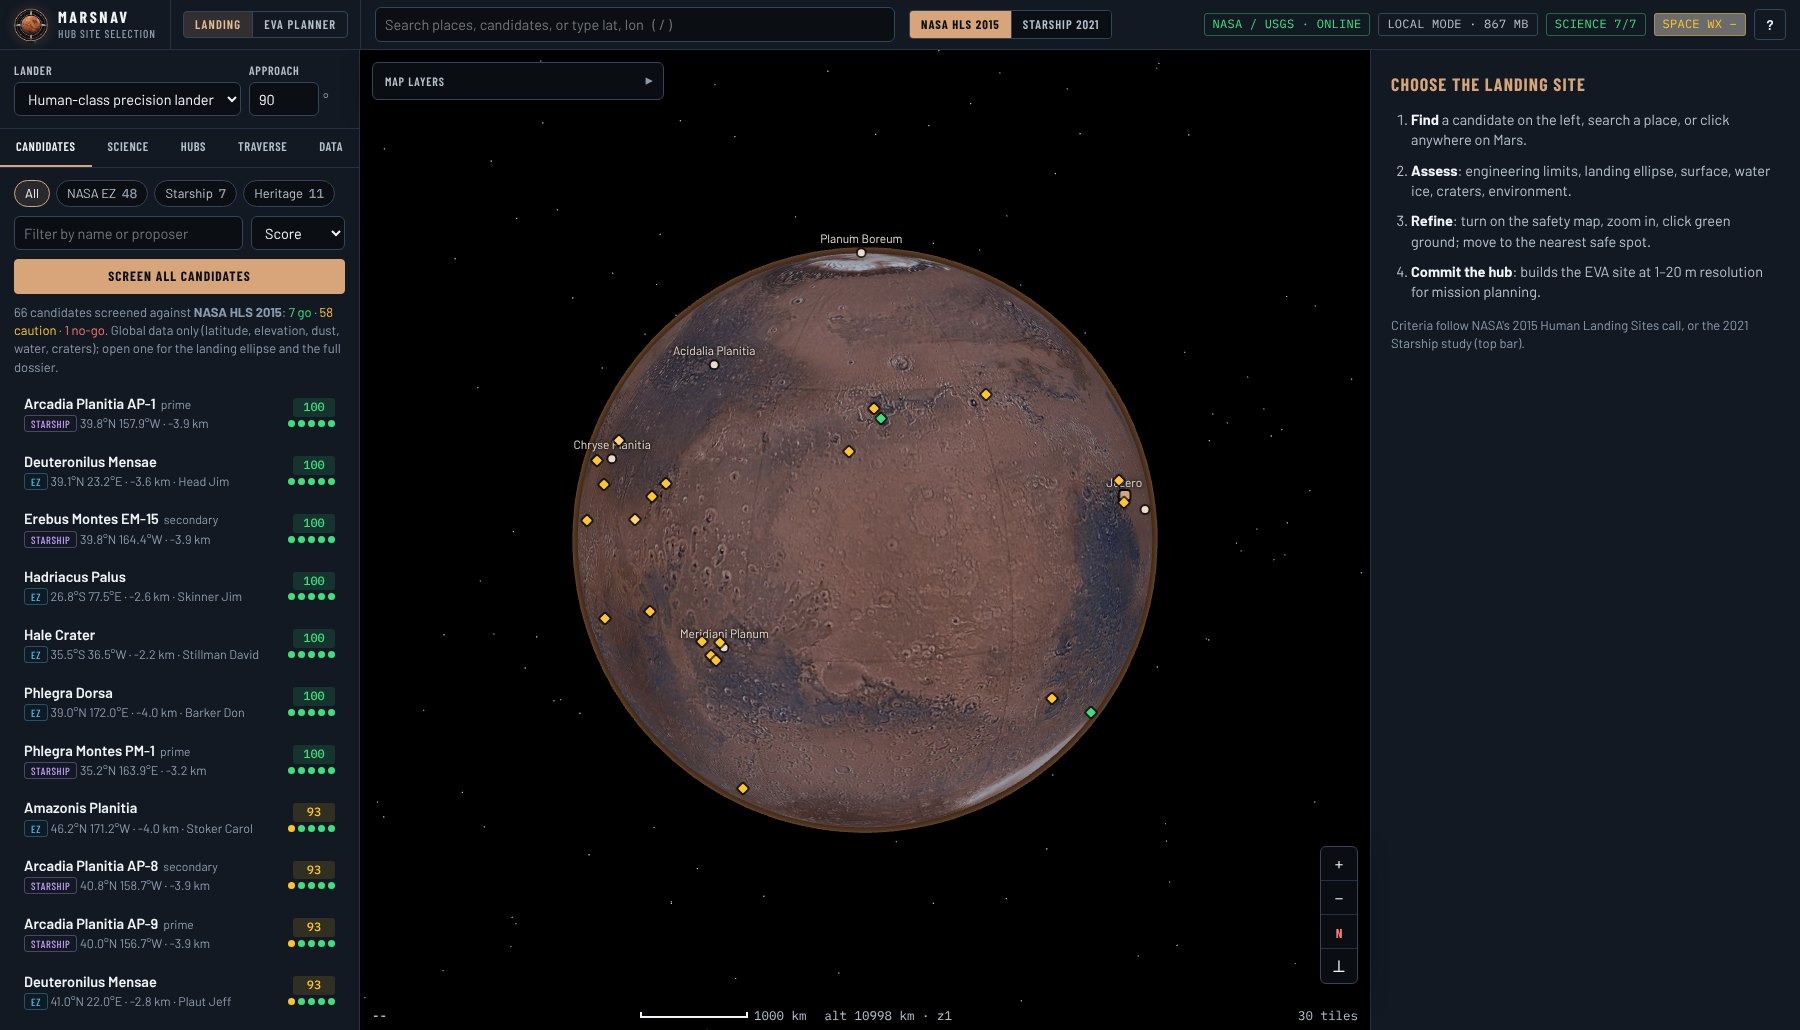 MARSNAV
HUB SITE SELECTION
LANDING
EVA PLANNER
Search places, candidates, or type lat, lon ( / )
NASA HLS 2015
STARSHIP 2021
NASA / USGS · ONLINE
LOCAL MODE · 867 MB
SCIENCE 7/7
SPACE WX –
?
LANDER
APPROACH
Human-class precision lander
90
°
CANDIDATES
SCIENCE
HUBS
TRAVERSE
DATA
All
NASA EZ 48
Starship 7
Heritage 11
Filter by name or proposer
Score
SCREEN ALL CANDIDATES
66 candidates screened against NASA HLS 2015: 7 go · 58
caution · 1 no-go. Global data only (latitude, elevation, dust,
water, craters); open one for the landing ellipse and the full
dossier.
Arcadia Planitia AP-1 prime
100
STARSHIP 39.8°N 157.9°W · -3.9 km
Deuteronilus Mensae
100
EZ 39.1°N 23.2°E · -3.6 km · Head Jim
Erebus Montes EM-15 secondary
100
STARSHIP 39.8°N 164.4°W · -3.9 km
Hadriacus Palus
100
EZ 26.8°S 77.5°E · -2.6 km · Skinner Jim
Hale Crater
100
EZ 35.5°S 36.5°W · -2.2 km · Stillman David
Phlegra Dorsa
100
EZ 39.0°N 172.0°E · -4.0 km · Barker Don
Phlegra Montes PM-1 prime
100
STARSHIP 35.2°N 163.9°E · -3.2 km
Amazonis Planitia
93
EZ 46.2°N 171.2°W · -4.0 km · Stoker Carol
Arcadia Planitia AP-8 secondary
93
STARSHIP 40.8°N 158.7°W · -3.9 km
Arcadia Planitia AP-9 prime
93
STARSHIP 40.0°N 156.7°W · -3.9 km
Deuteronilus Mensae
93
EZ 41.0°N 22.0°E · -2.8 km · Plaut Jeff
MAP LAYERS
Planum Boreum
Acidalia Planitia
Chryse Planitia
Jezero
Meridiani Planum
+
−
N
⊥
--
1000 km alt 10998 km · z1
30 tiles
CHOOSE THE LANDING SITE
1. Find a candidate on the left, search a place, or click
anywhere on Mars.
2. Assess: engineering limits, landing ellipse, surface, water
ice, craters, environment.
3. Refine: turn on the safety map, zoom in, click green
ground; move to the nearest safe spot.
4. Commit the hub: builds the EVA site at 1–20 m resolution
for mission planning.
Criteria follow NASA's 2015 Human Landing Sites call, or the 2021
Starship study (top bar).